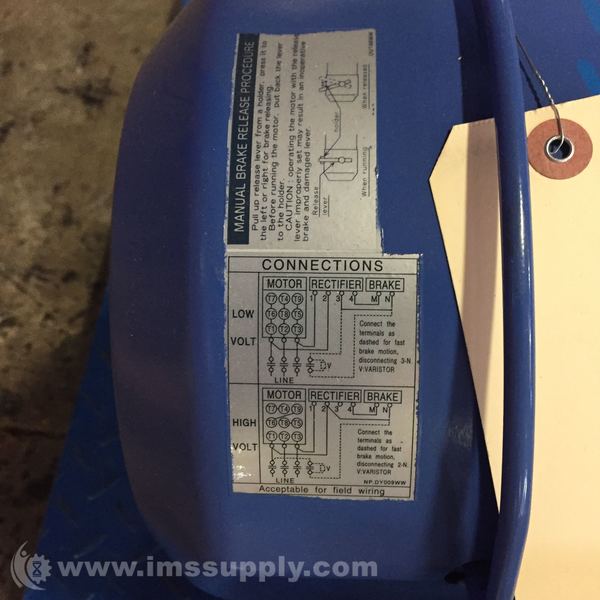 MANUAL BRAKE RELEASE PROCEDURE
Pull up release lever from a holder, press it to
the left or right for brake releasing.
Before running the motor, put back the lever
to the holder.
CAUTION : operating the motor with the release
lever improperly set may result in an inoperative
brake and damaged lever.
Release
lever
holder
When running
When released
CONNECTIONS
MOTOR RECTIFIER BRAKE
LOW
VOLT
T7 T4 T9
T6 T8 T5
T1 T2 T3
1 2 3 4 M N
Connect the
terminals as
dashed for fast
brake motion,
disconnecting 3-N.
V:VARISTOR
V
LINE
MOTOR RECTIFIER BRAKE
HIGH
VOLT
T7 T4 T9
T6 T8 T5
T1 T2 T3
1 2 3 4 M N
Connect the
terminals as
dashed for fast
brake motion,
disconnecting 2-N.
V:VARISTOR
V
LINE
NP.DY009WW
Acceptable for field wiring
www.imssupply.com